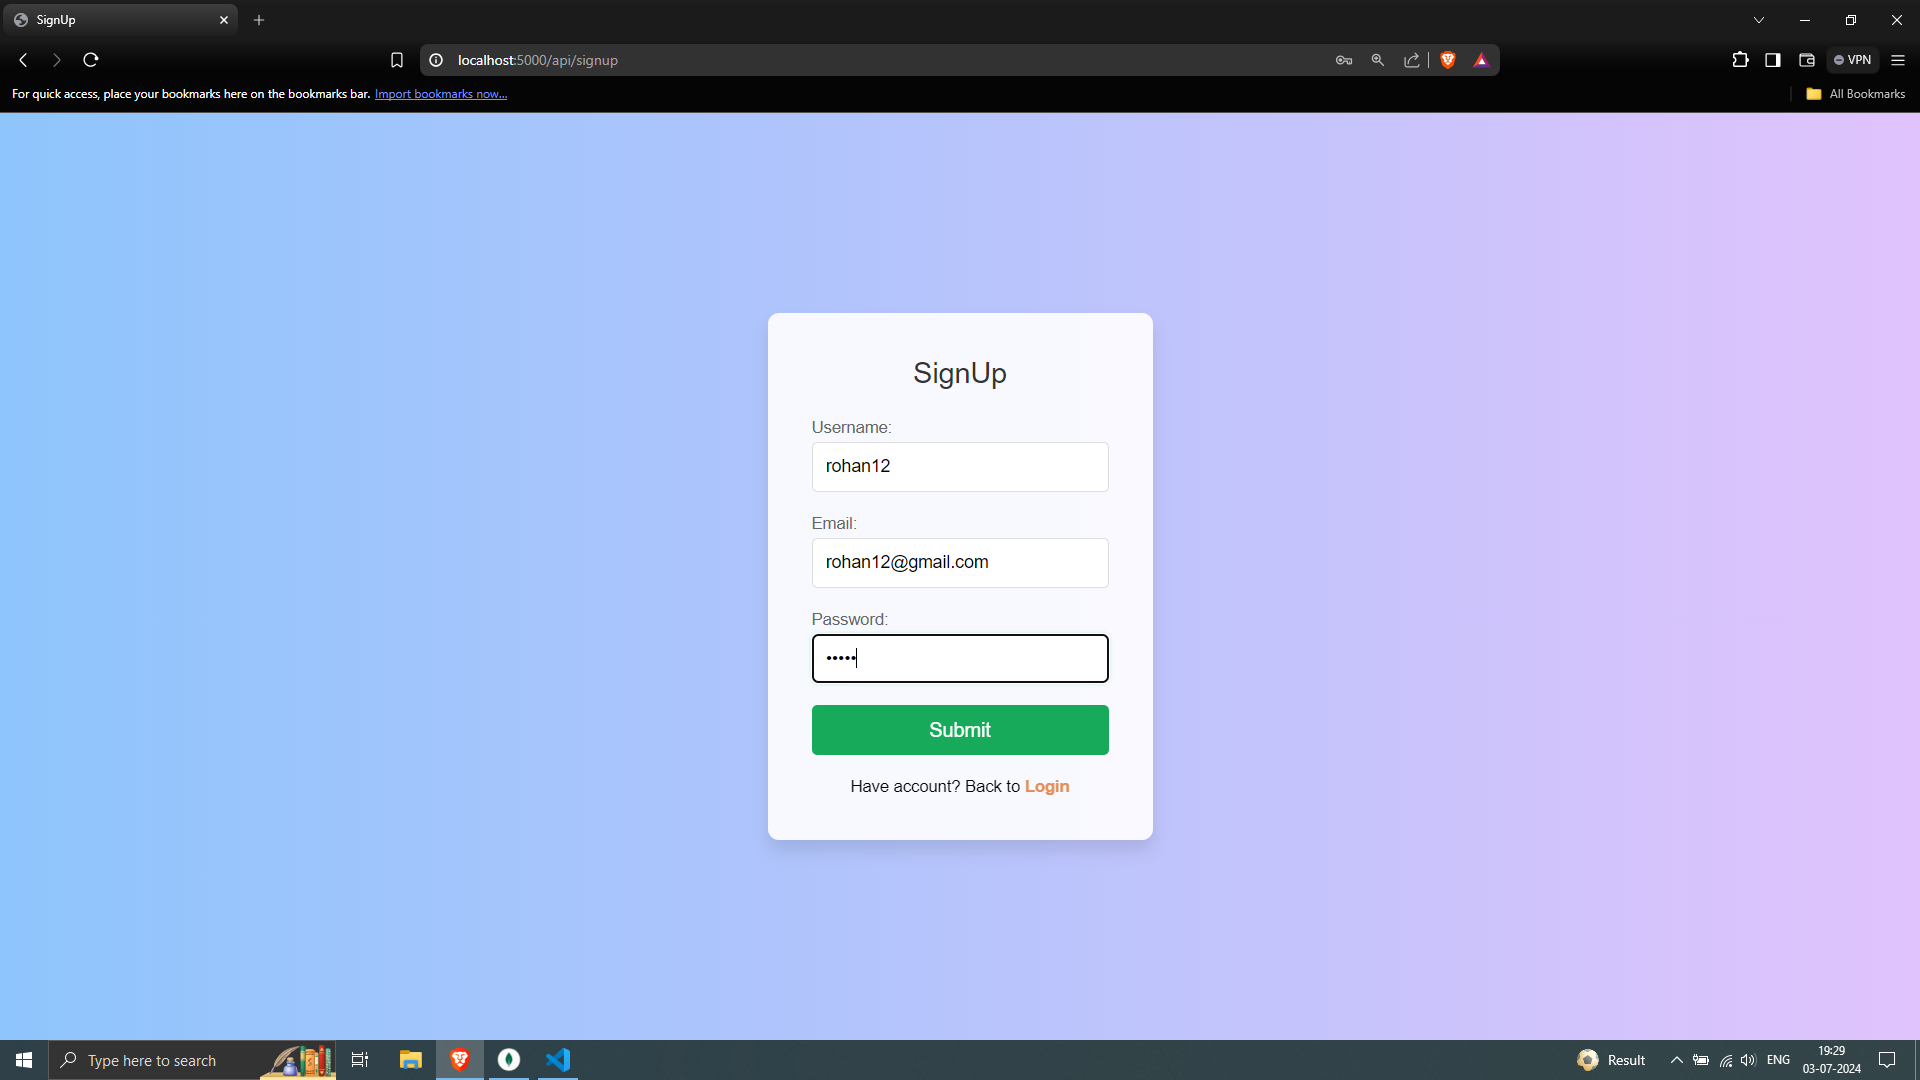 SignUp
localhost:5000/api/signup
VPN
For quick access, place your bookmarks here on the bookmarks bar. Import bookmarks now...
All Bookmarks
SignUp
Username:
rohan12
Email:
rohan12@gmail.com
Password:
•••••
Submit
Have account? Back to Login
Type here to search
Result
ENG
19:29
03-07-2024